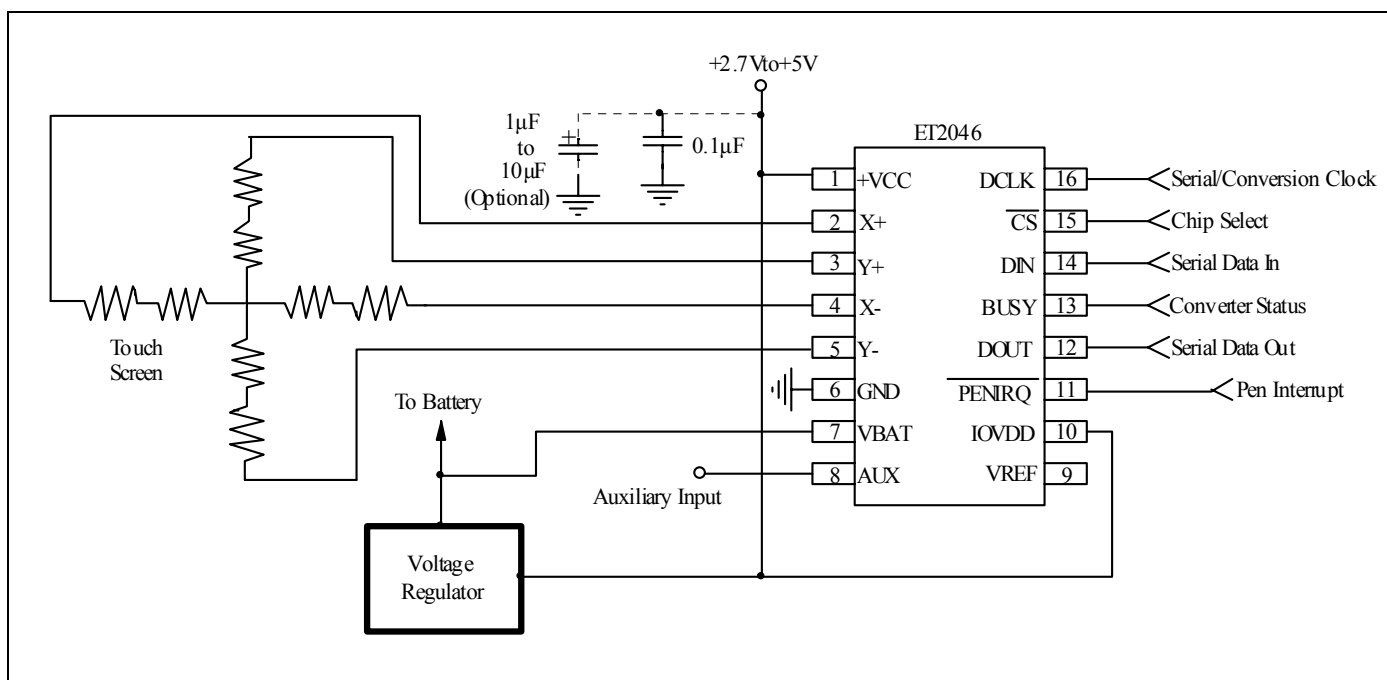 +2.7Vto+5V
1µF
to
10µF
(Optional)
+
0.1µF
ET2046
1 +VCC DCLK 16 Serial/Conversion Clock
2 X+ CS 15 Chip Select
3 Y+ DIN 14 Serial Data In
4 X- BUSY 13 Converter Status
5 Y- DOUT 12 Serial Data Out
6 GND PENIRQ 11 Pen Interrupt
7 VBAT IOVDD 10
8 AUX VREF 9
Touch
Screen
To Battery
Auxiliary Input
Voltage
Regulator